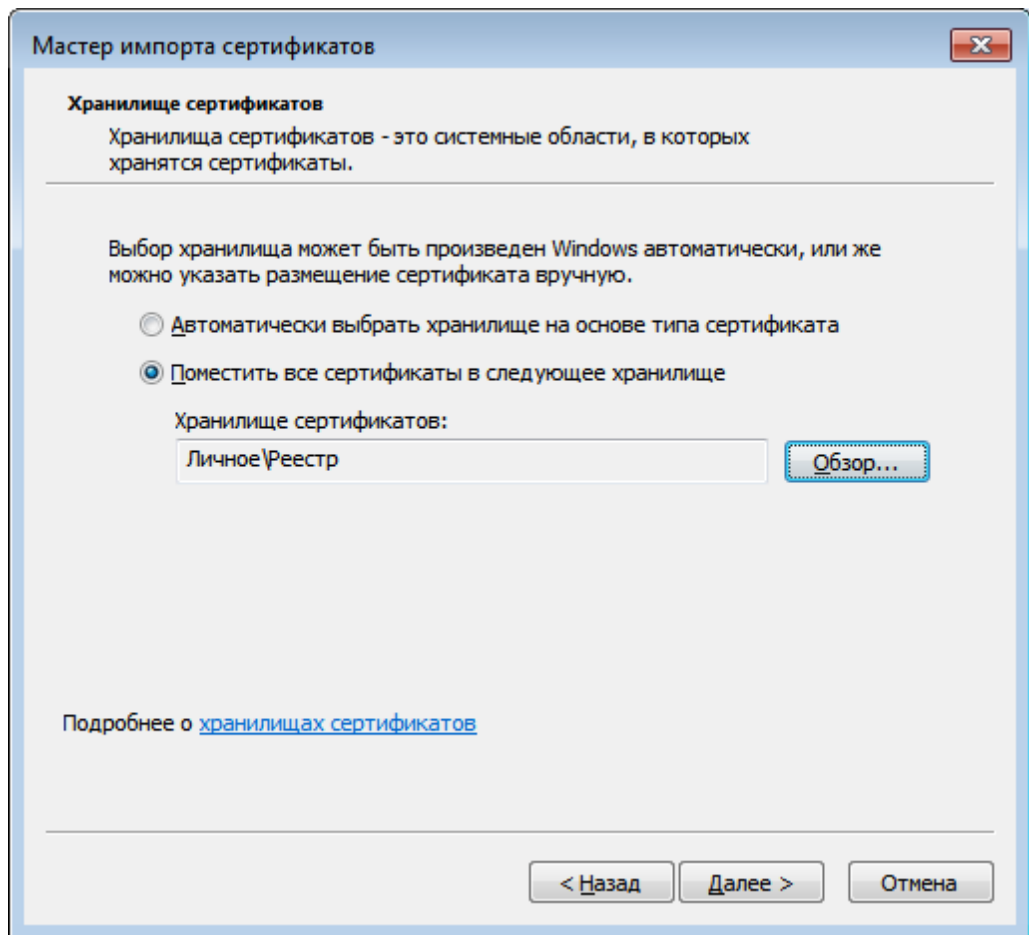 Мастер импорта сертификатов
Хранилище сертификатов
Хранилища сертификатов - это системные области, в которых
хранятся сертификаты.
Выбор хранилища может быть произведен Windows автоматически, или же
можно указать размещение сертификата вручную.
Автоматически выбрать хранилище на основе типа сертификата
Поместить все сертификаты в следующее хранилище
Хранилище сертификатов:
Личное\Реестр
Обзор...
Подробнее о хранилищах сертификатов
< Назад
Далее >
Отмена